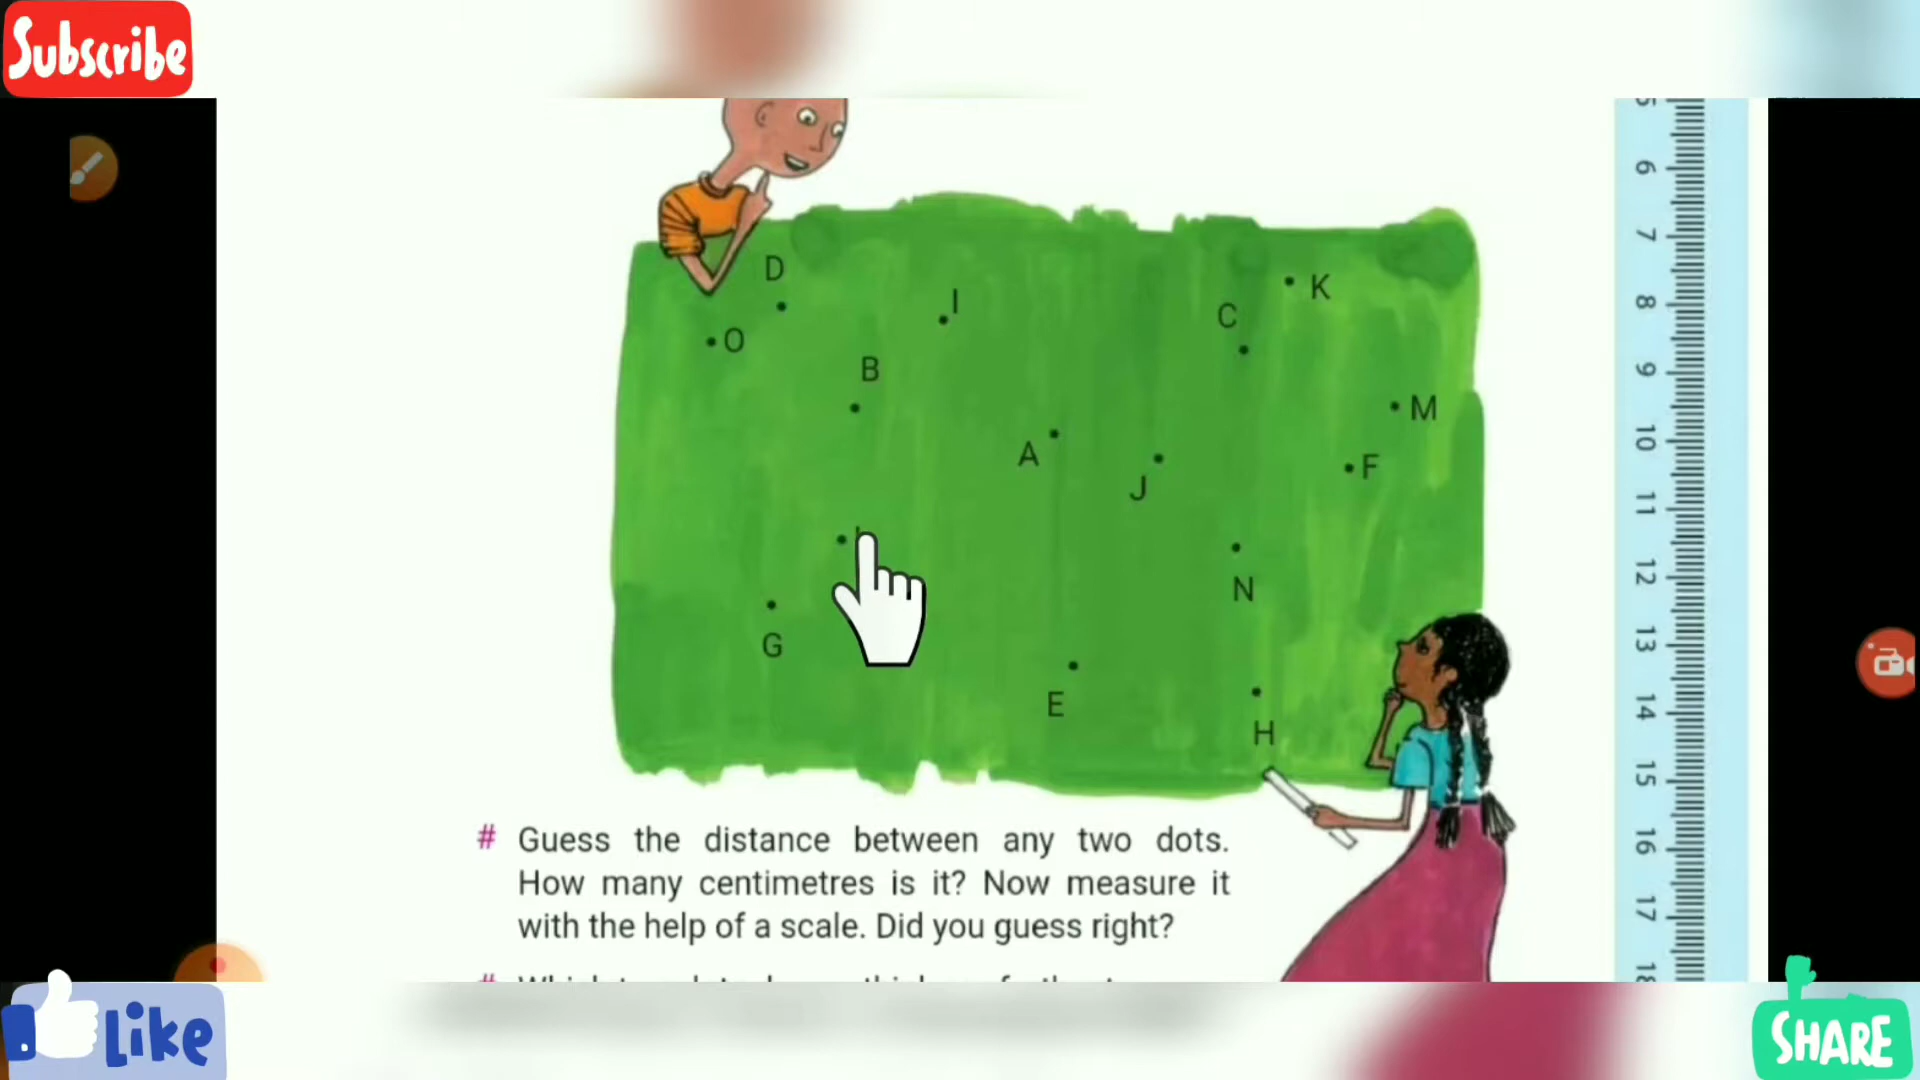 Subscribe
6
7
8
9
10
11
12
13
14
15
16
17
D
K
I
C
O
B
M
A
F
J
N
G
E
H
# Guess the distance between any two dots.
How many centimetres is it? Now measure it
with the help of a scale. Did you guess right?
Like
SHARE